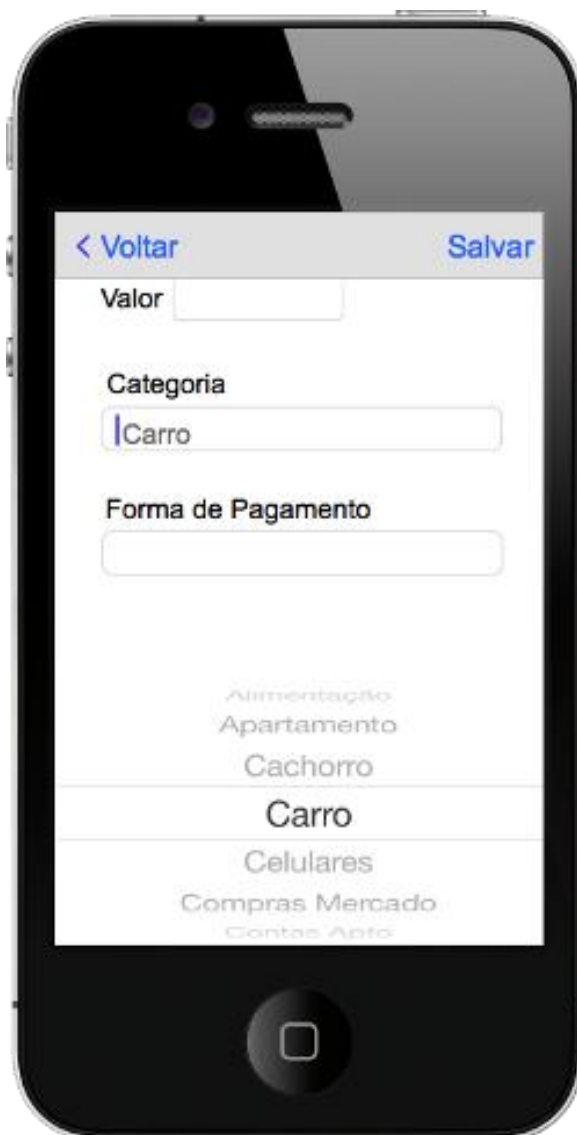 Voltar
Salvar
Valor
Categoria
Carro
Forma de Pagamento
Alimentação
Apartamento
Cachorro
Carro
Celulares
Compras Mercado
Contas Apto